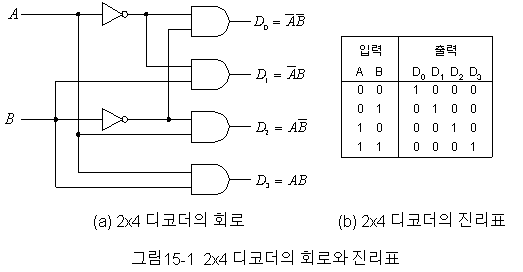 A
B
D₀ = A̅B̅
D₁ = A̅B
D₂ = AB̅
D₃ = AB
입력 출력
A B D₀ D₁ D₂ D₃
0 0 1 0 0 0
0 1 0 1 0 0
1 0 0 0 1 0
1 1 0 0 0 1
(a) 2x4 디코더의 회로
(b) 2x4 디코더의 진리표
그림15-1 2x4 디코더의 회로와 진리표